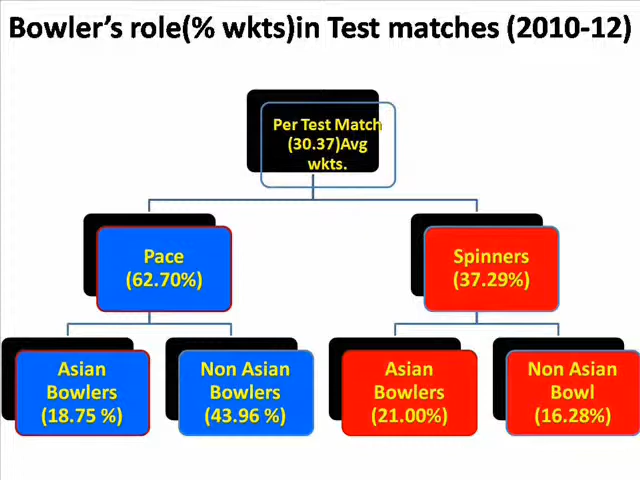 Bowler's role(% wkts)in Test matches (2010-12)
Per Test Match
(30.37)Avg
wkts.
Pace
(62.70%)
Spinners
(37.29%)
Asian
Bowlers
(18.75 %)
Non Asian
Bowlers
(43.96 %)
Asian
Bowlers
(21.00%)
Non Asian
Bowl
(16.28%)